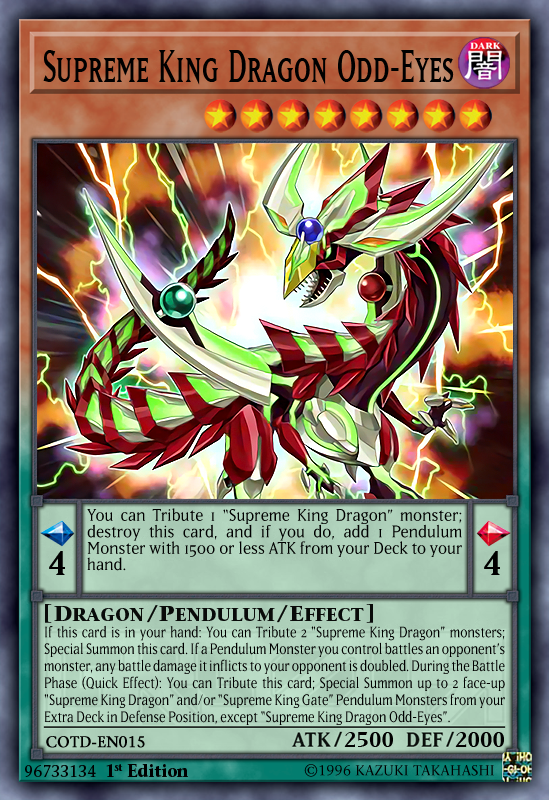 Supreme King Dragon Odd-Eyes
DARK
闇
You can Tribute 1 "Supreme King Dragon" monster;
destroy this card, and if you do, add 1 Pendulum
Monster with 1500 or less ATK from your Deck to your
hand.
4
4
[Dragon/Pendulum/Effect]
If this card is in your hand: You can Tribute 2 "Supreme King Dragon" monsters;
Special Summon this card. If a Pendulum Monster you control battles an opponent's
monster, any battle damage it inflicts to your opponent is doubled. During the Battle
Phase (Quick Effect): You can Tribute this card; Special Summon up to 2 face-up
"Supreme King Dragon" and/or "Supreme King Gate" Pendulum Monsters from your
Extra Deck in Defense Position, except "Supreme King Dragon Odd-Eyes".
COTD-EN015
ATK/2500 DEF/2000
96733134
1st Edition
©1996 KAZUKI TAKAHASHI